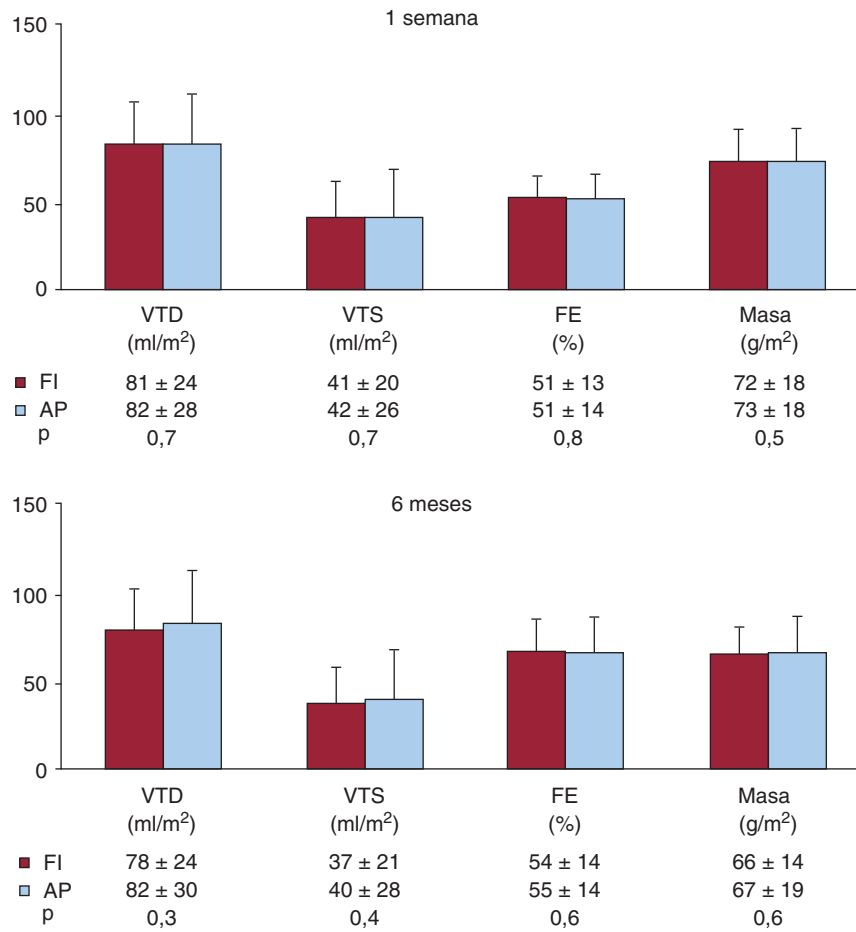 1 semana
150
100
50
0
VTD VTS FE Masa
(ml/m²) (ml/m²) (%) (g/m²)
FI 81 ± 24 41 ± 20 51 ± 13 72 ± 18
AP 82 ± 28 42 ± 26 51 ± 14 73 ± 18
p 0,7 0,7 0,8 0,5
6 meses
150
100
50
0
VTD VTS FE Masa
(ml/m²) (ml/m²) (%) (g/m²)
FI 78 ± 24 37 ± 21 54 ± 14 66 ± 14
AP 82 ± 30 40 ± 28 55 ± 14 67 ± 19
p 0,3 0,4 0,6 0,6